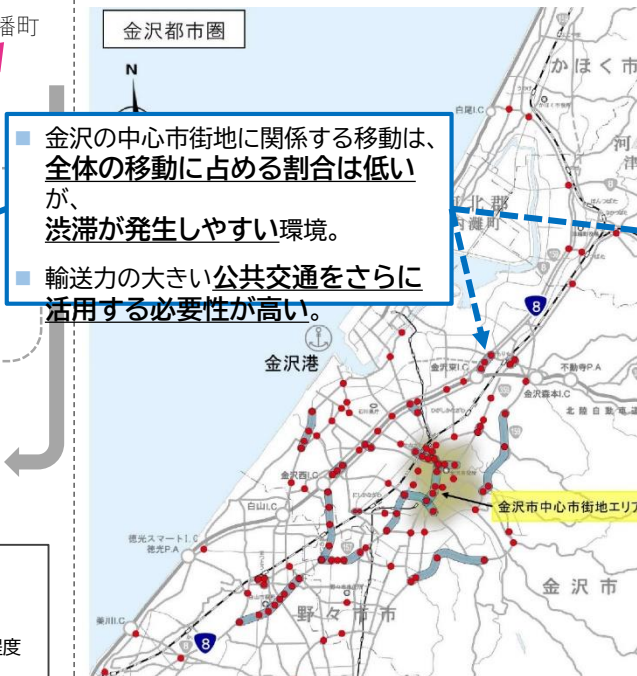 幡町
金沢都市圏
N
かほく市
白尾I.C
河
津
■ 金沢の中心市街地に関係する移動は、
全体の移動に占める割合は低い
が、
渋滞が発生しやすい環境。
■ 輸送力の大きい公共交通をさらに
活用する必要性が高い。
北郡
内灘町
8
金沢港
金沢東I.C
不動寺P.A
金沢森本I.C
北陸自動車道
金沢西I.C
白山I.C
金沢市中心市街地エリア
徳光スマートI.C
徳光P.A
金沢市
野々市市
美川I.C
8
程度